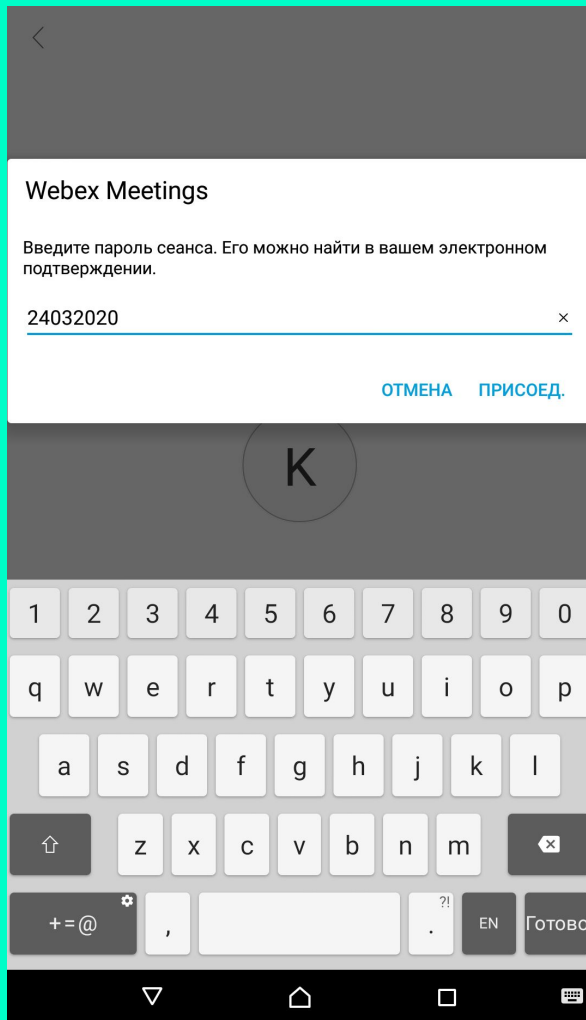 Webex Meetings
Введите пароль сеанса. Его можно найти в вашем электронном
подтверждении.
24032020 ×
ОТМЕНА ПРИСОЕД.
K
1 2 3 4 5 6 7 8 9 0
q w e r t y u i o p
a s d f g h j k l
z x c v b n m
+=@ , . ?! EN Готово